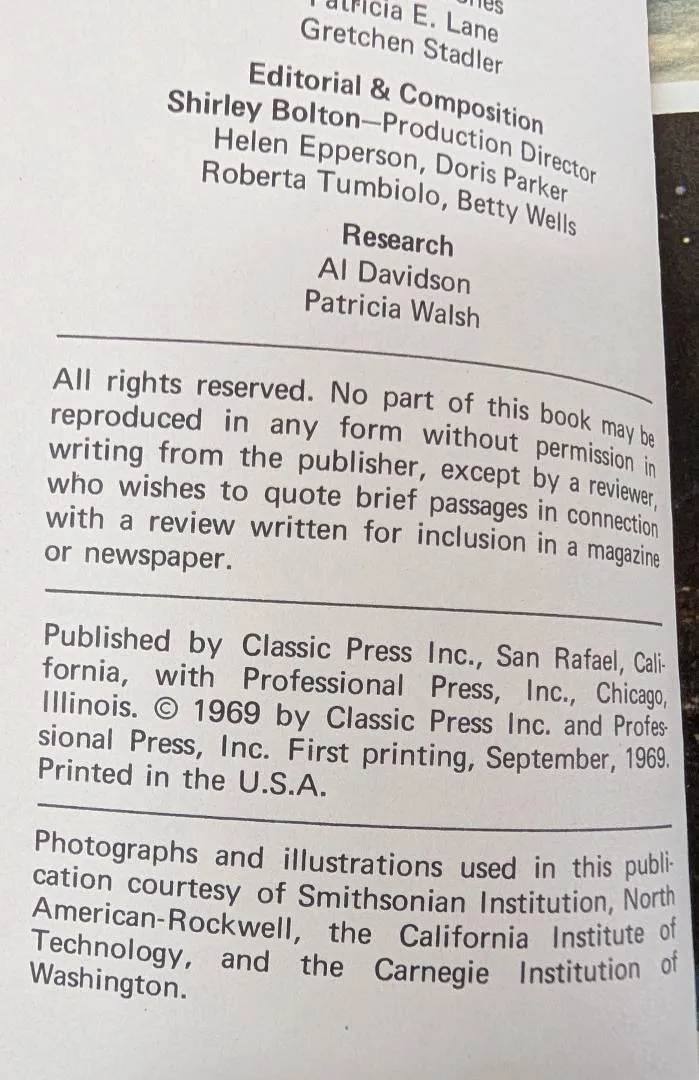 Patricia E. Lane
Gretchen Stadler
Editorial & Composition
Shirley Bolton—Production Director
Helen Epperson, Doris Parker
Roberta Tumbiolo, Betty Wells
Research
Al Davidson
Patricia Walsh
All rights reserved. No part of this book may be
reproduced in any form without permission in
writing from the publisher, except by a reviewer,
who wishes to quote brief passages in connection
with a review written for inclusion in a magazine
or newspaper.
Published by Classic Press Inc., San Rafael, Cali-
fornia, with Professional Press, Inc., Chicago,
Illinois. © 1969 by Classic Press Inc. and Profes-
sional Press, Inc. First printing, September, 1969.
Printed in the U.S.A.
Photographs and illustrations used in this publi-
cation courtesy of Smithsonian Institution, North
American-Rockwell, the California Institute of
Technology, and the Carnegie Institution of
Washington.